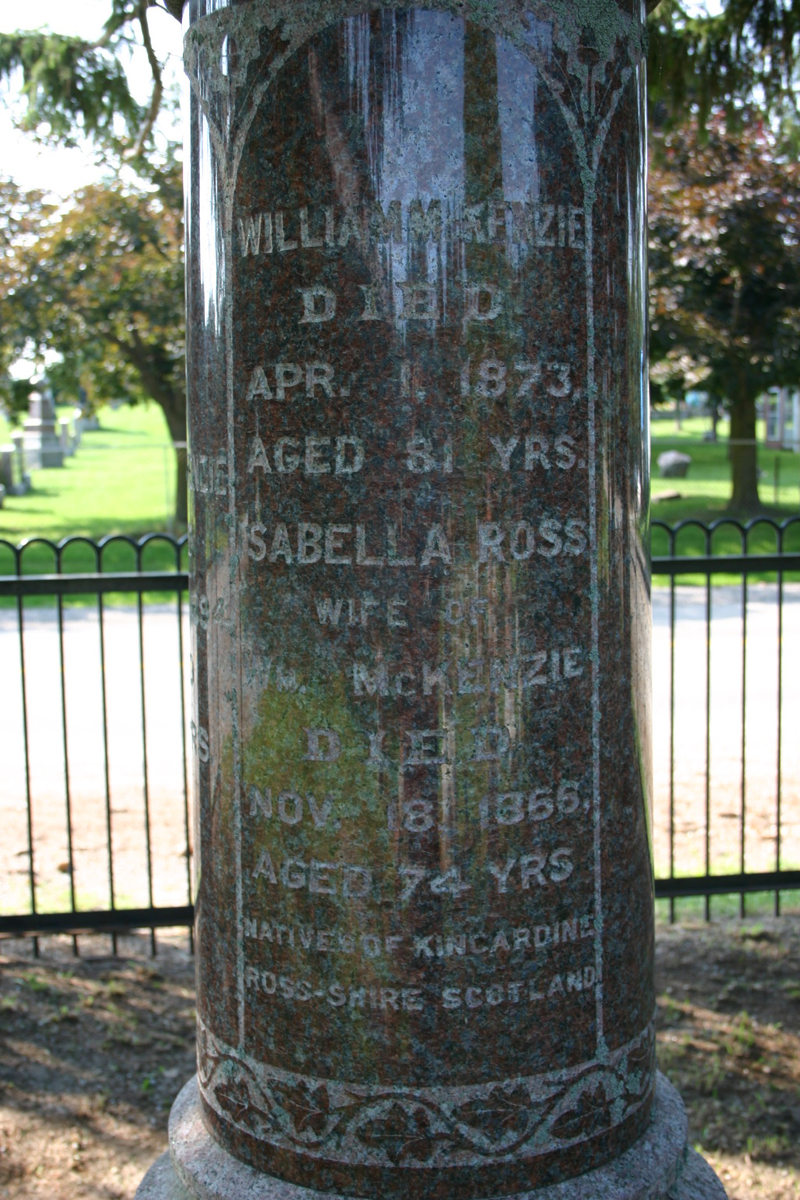 WILLIAM McKENZIE
DIED
APR. 1, 1873,
AGED 81 YRS.
ISABELLA ROSS
WIFE OF
WM. McKENZIE
DIED
NOV. 18, 1866,
AGED 74 YRS
NATIVES OF KINCARDINE
ROSS-SHIRE SCOTLAND.